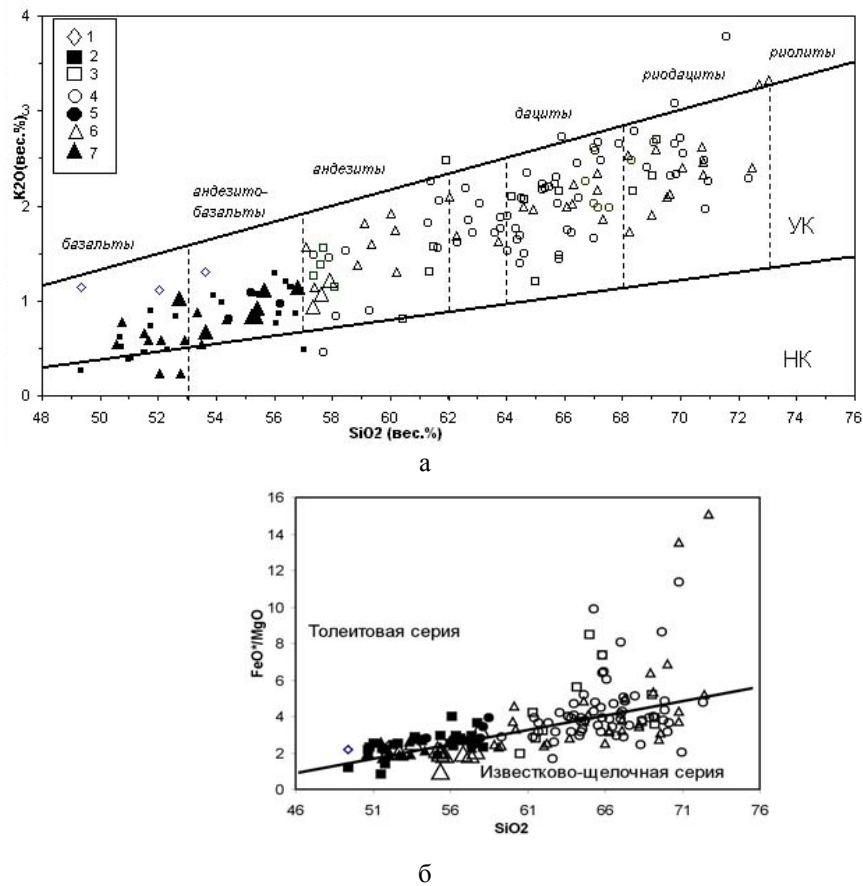 4
3
2
1
0
K2O(вес.%)
1
2
3
4
5
6
7
базальты
андезито-
базальты
андезиты
дациты
риодациты
риолиты
УК
НК
48 50 52 54 56 58 60 62 64 66 68 70 72 74 76
SiO2 (вес.%)
а
16
14
12
10
8
6
4
2
0
FeO*/MgO
Толеитовая серия
Известково-щелочная серия
46 51 56 61 66 71 76
SiO2
б